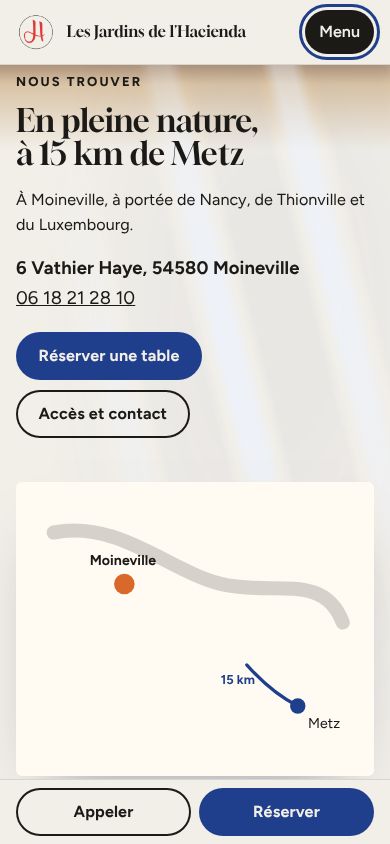 Les Jardins de l'Hacienda
Menu
NOUS TROUVER
En pleine nature,
à 15 km de Metz
À Moineville, à portée de Nancy, de Thionville et
du Luxembourg.
6 Vathier Haye, 54580 Moineville
06 18 21 28 10
Réserver une table
Accès et contact
Moineville
15 km
Metz
Appeler
Réserver